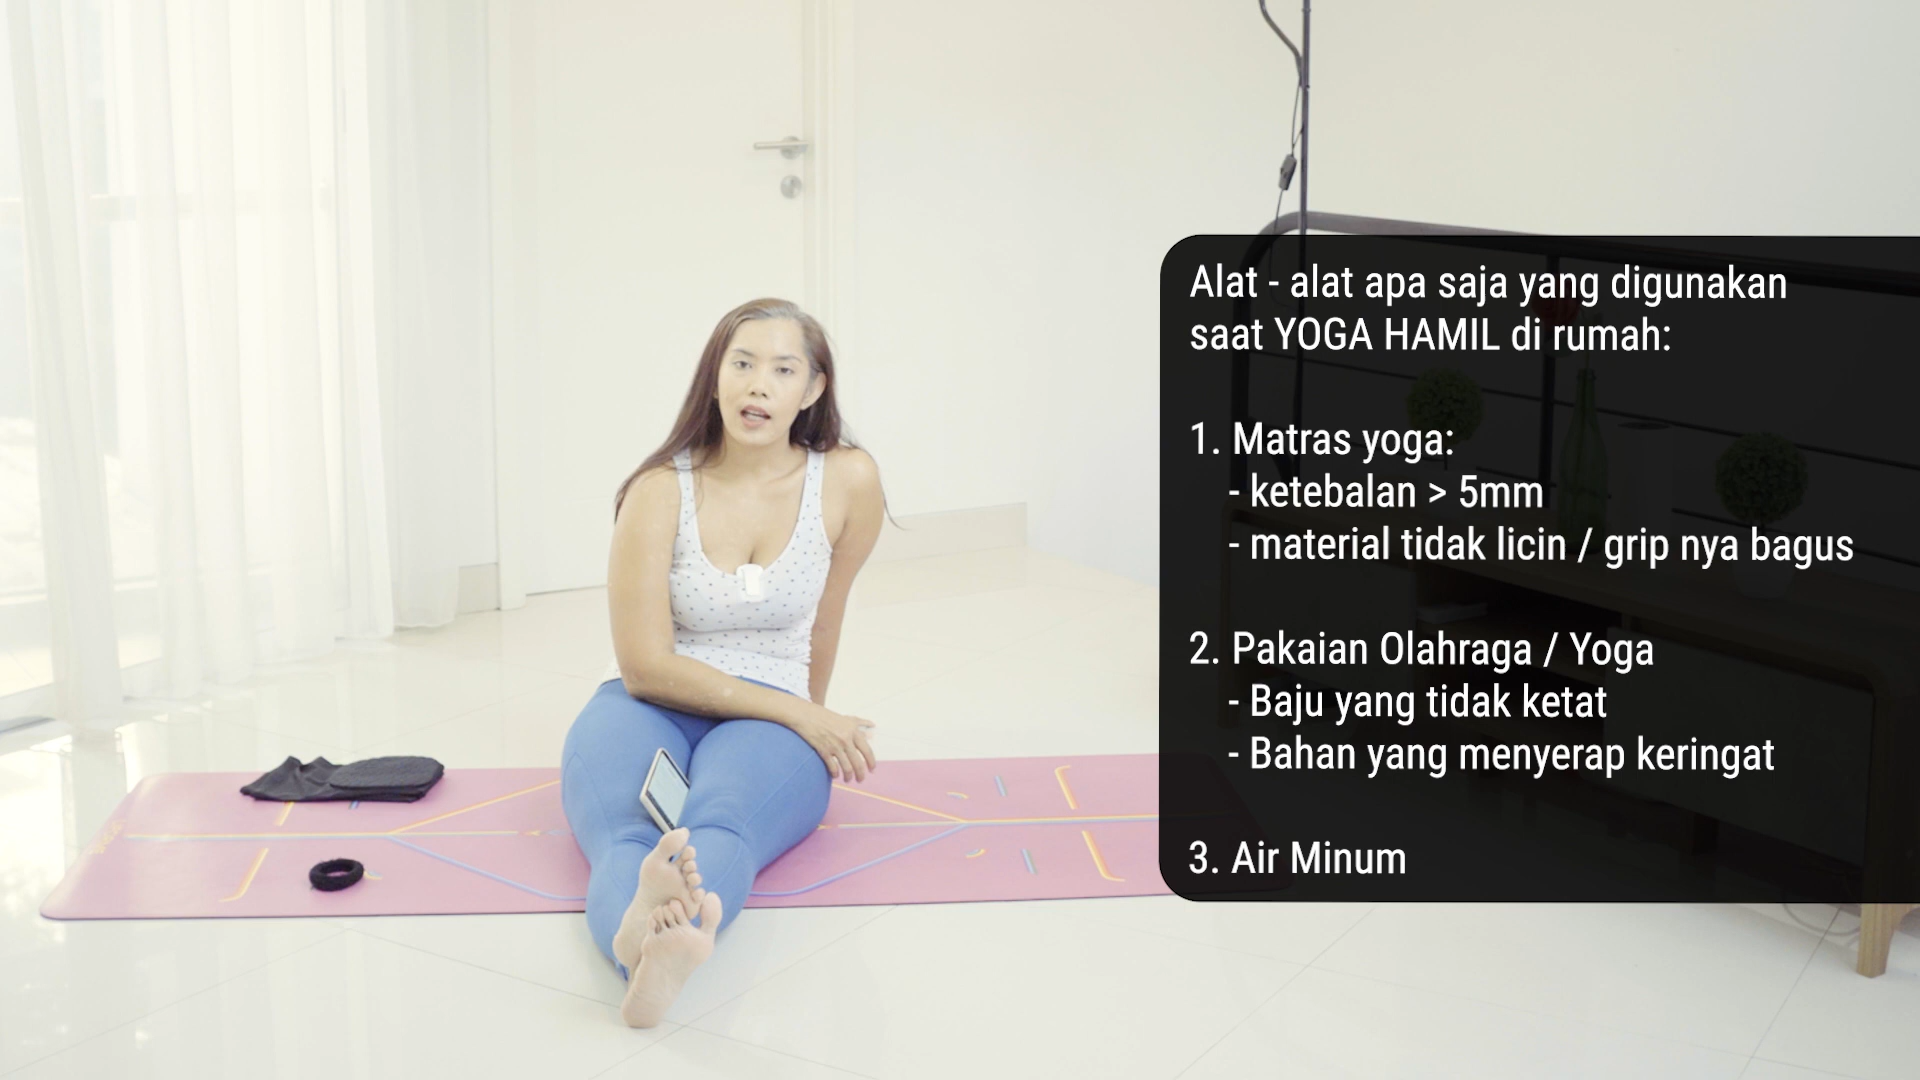 Alat - alat apa saja yang digunakan
saat YOGA HAMIL di rumah:
1. Matras yoga:
- ketebalan > 5mm
- material tidak licin / grip nya bagus
2. Pakaian Olahraga / Yoga
- Baju yang tidak ketat
- Bahan yang menyerap keringat
3. Air Minum